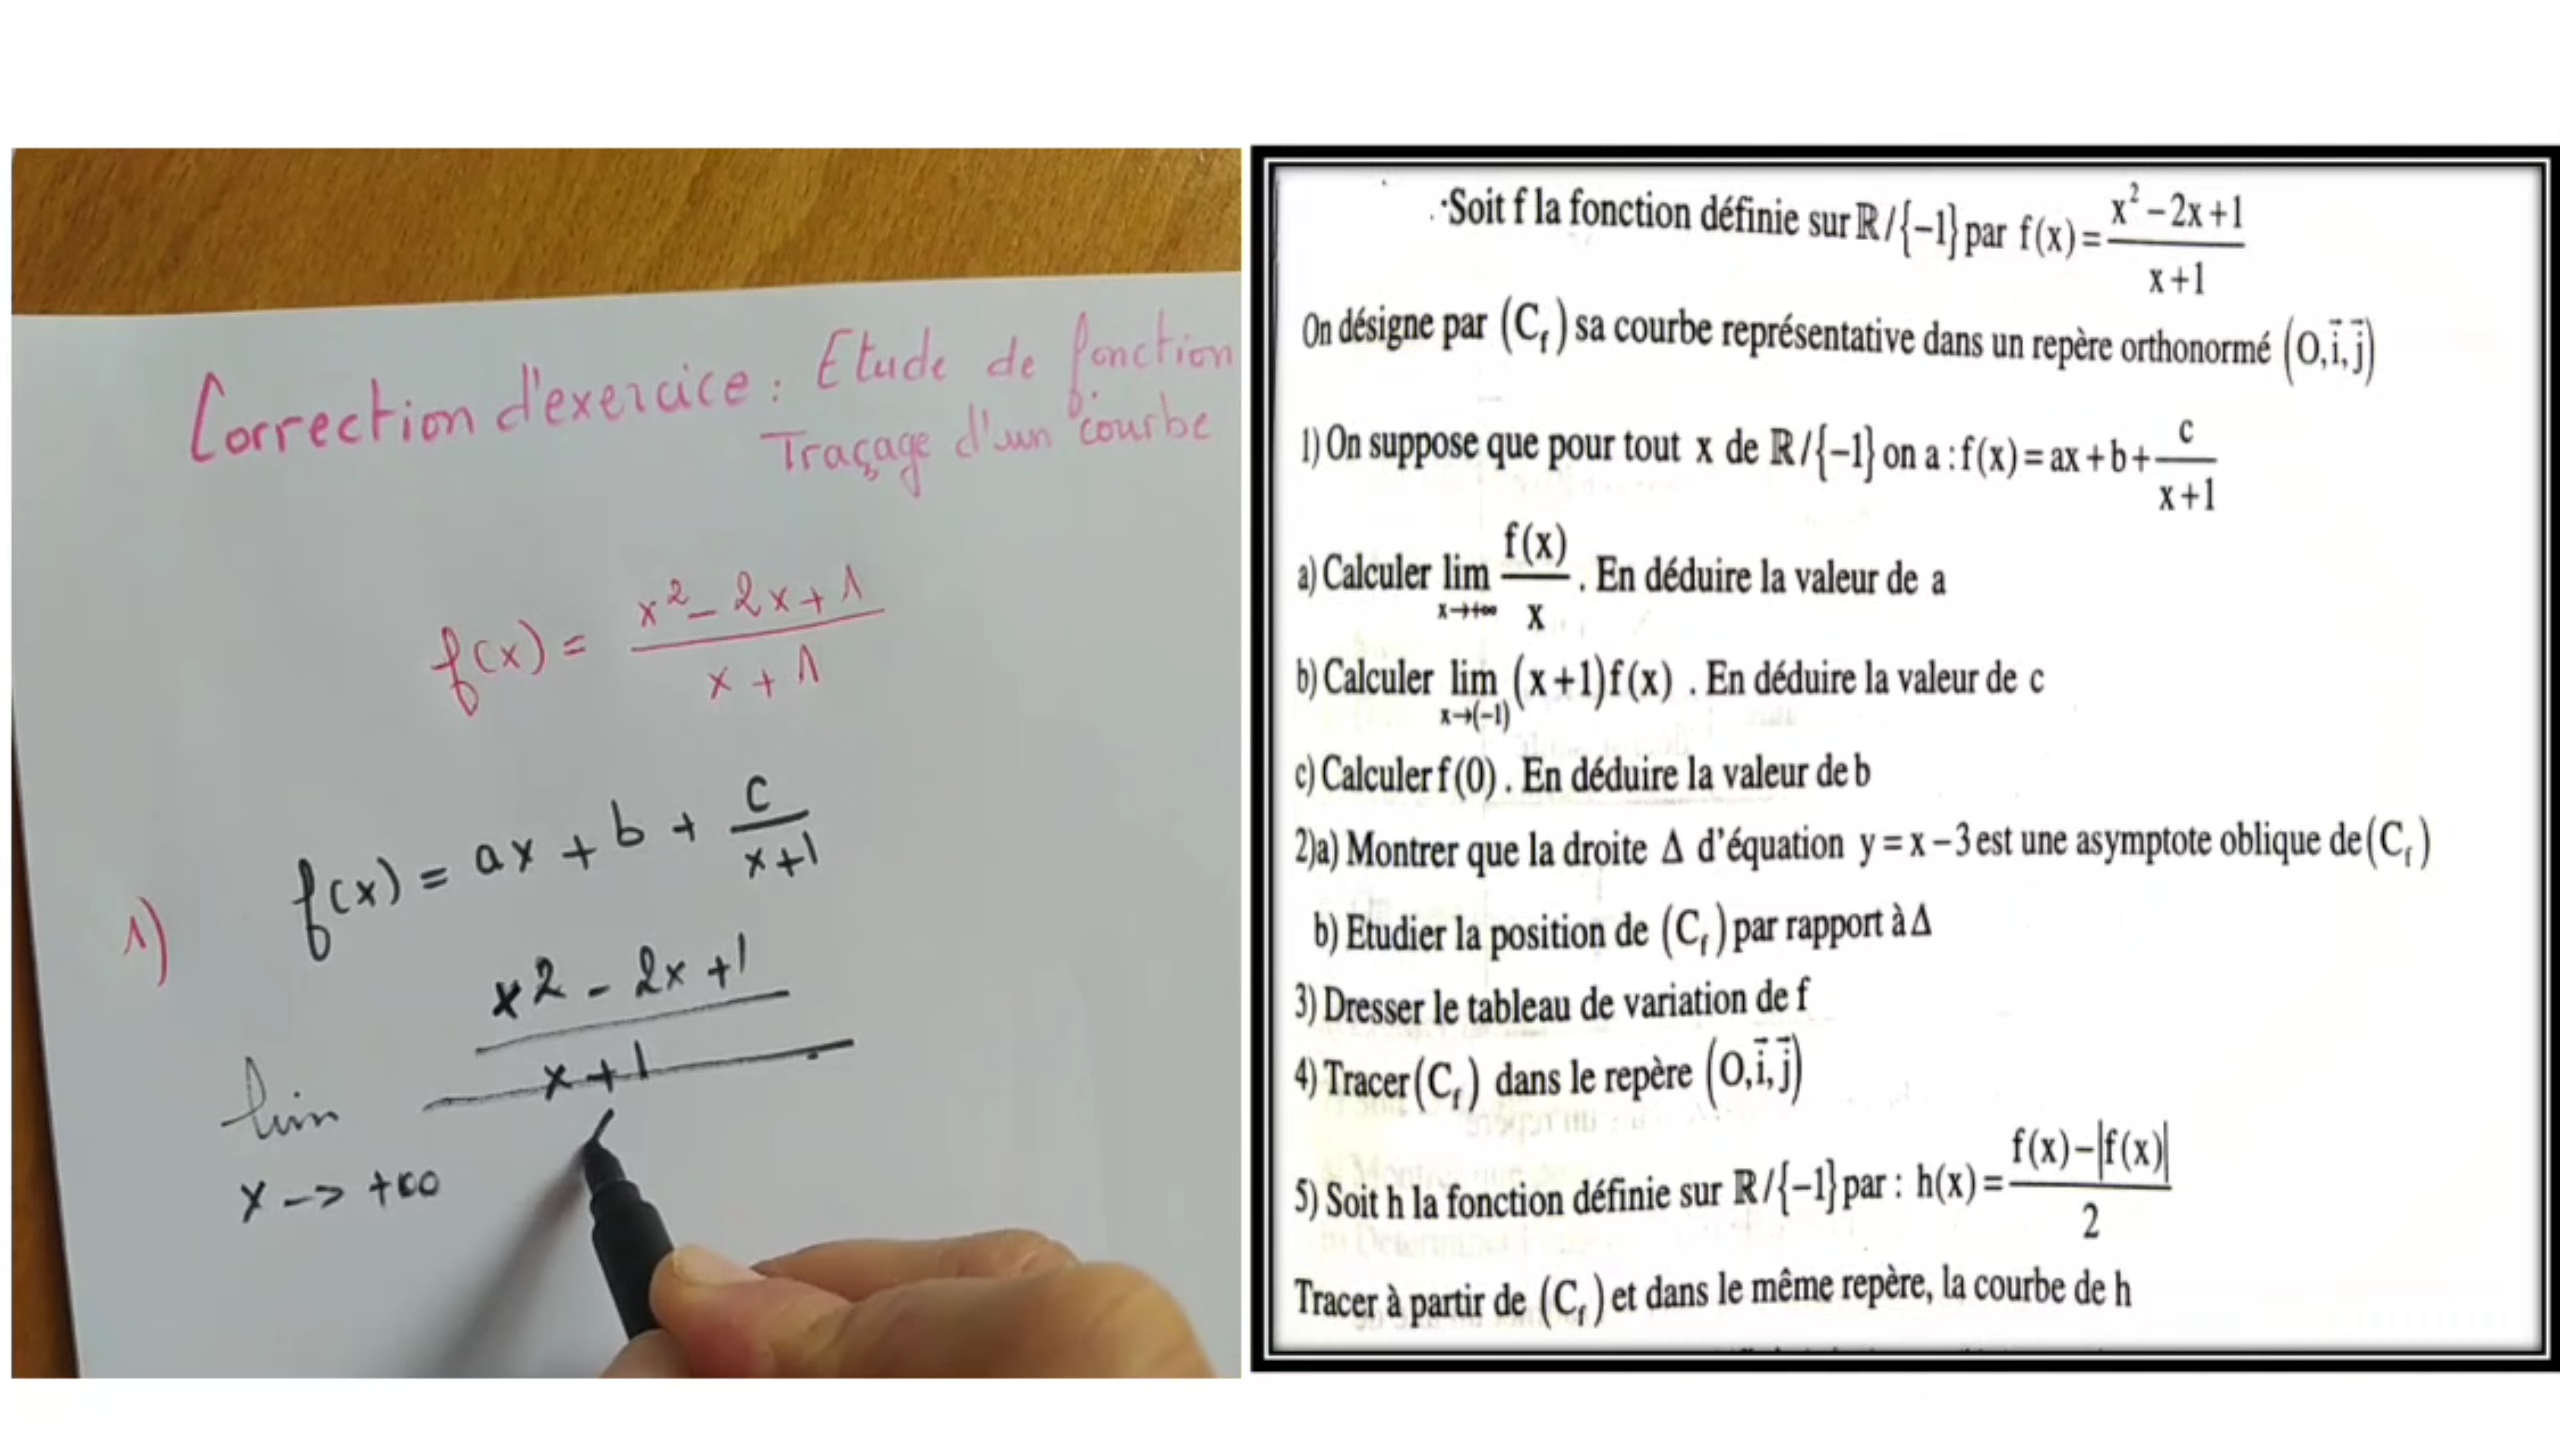 Correction d'exercice : Etude de fonction
Traçage d'un courbe
f(x) = (x² - 2x + 1) / (x + 1)
f(x) = ax + b + c / (x+1)
1)
lim x -> +∞ ((x² - 2x + 1) / (x + 1)) /
·Soit f la fonction définie sur ℝ/{−1} par f(x) = (x² − 2x + 1) / (x + 1)
On désigne par (C_f) sa courbe représentative dans un repère orthonormé (O, i⃗, j⃗)
1) On suppose que pour tout x de ℝ/{−1} on a : f(x) = ax + b + c / (x + 1)
a) Calculer lim x→+∞ f(x) / x . En déduire la valeur de a
b) Calculer lim x→(−1) (x+1)f(x) . En déduire la valeur de c
c) Calculer f(0) . En déduire la valeur de b
2)a) Montrer que la droite Δ d'équation y = x − 3 est une asymptote oblique de (C_f)
b) Etudier la position de (C_f) par rapport à Δ
3) Dresser le tableau de variation de f
4) Tracer (C_f) dans le repère (O, i⃗, j⃗)
5) Soit h la fonction définie sur ℝ/{−1} par : h(x) = (f(x) − |f(x)|) / 2
Tracer à partir de (C_f) et dans le même repère, la courbe de h